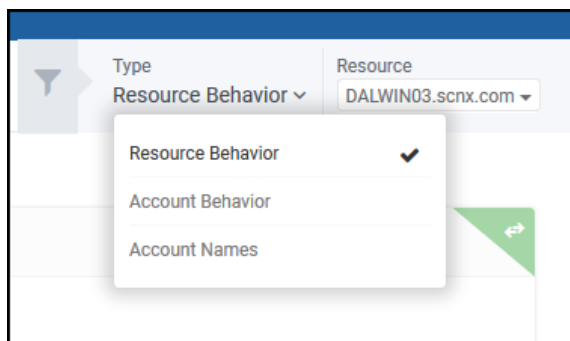 Type
Resource Behavior
Resource
DALWIN03.scnx.com
Resource Behavior
Account Behavior
Account Names